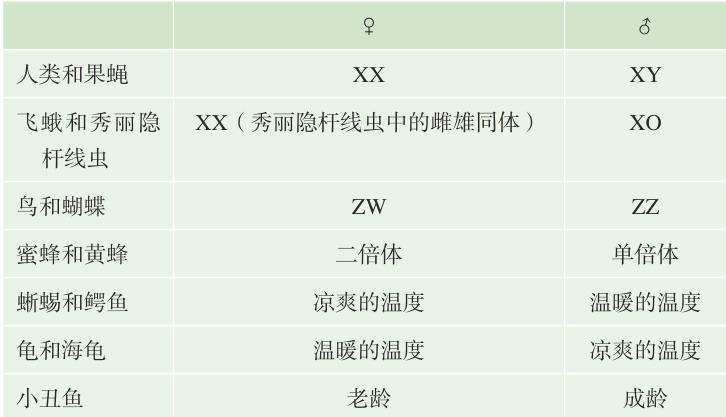 ♀ ♂
人类和果蝇 XX XY
飞蛾和秀丽隐 XX（秀丽隐杆线虫中的雌雄同体） XO
杆线虫
鸟和蝴蝶 ZW ZZ
蜜蜂和黄蜂 二倍体 单倍体
蜥蜴和鳄鱼 凉爽的温度 温暖的温度
龟和海龟 温暖的温度 凉爽的温度
小丑鱼 老龄 成龄